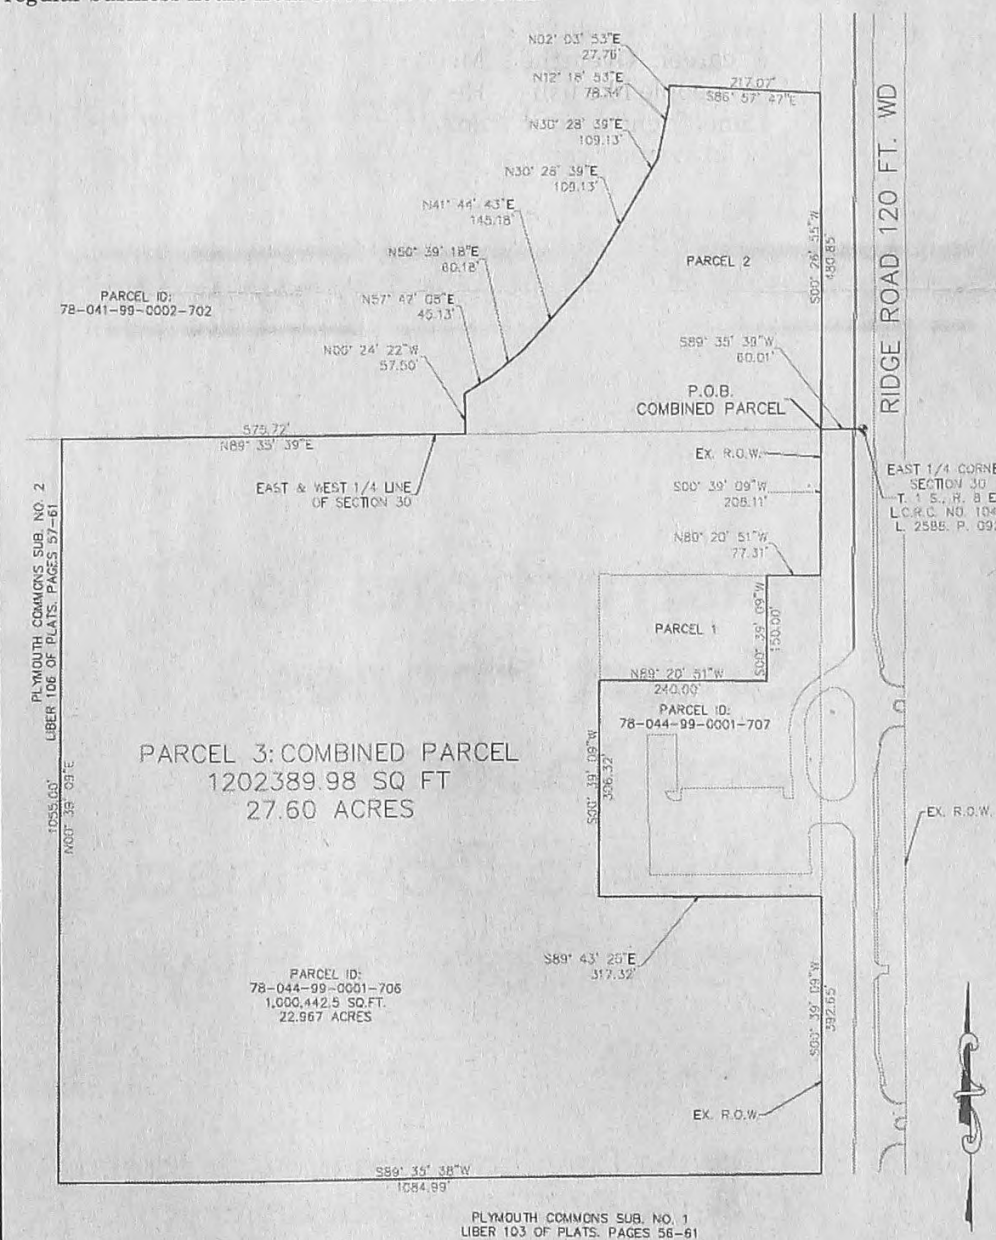 N02° 03' 53"E
27.76'
N12° 18' 53"E
78.34'
N30° 28' 39"E
109.13'
N30° 28' 39"E
109.13'
N41° 44' 43"E
145.18'
N50° 39' 18"E
60.18'
N57° 47' 05"E
45.13'
N00° 24' 22"W
57.50'
217.07'
S86° 57' 47"E
PARCEL 2
S00° 26' 55"W
480.85'
RIDGE ROAD 120 FT. WD
PARCEL ID:
78-041-99-0002-702
S89° 35' 39"W
60.01'
P.O.B.
COMBINED PARCEL
575.72'
N89° 35' 39"E
EAST & WEST 1/4 LINE
OF SECTION 30
EX. R.O.W.
EAST 1/4 CORNE
SECTION 30
T. 1 S., R. 8 E
L.C.R.C. NO. 104
L. 2585. P. 092
S00° 39' 09"W
208.11'
N89° 20' 51"W
77.31'
PLYMOUTH COMMONS SUB. NO. 2
LIBER 106 OF PLATS. PAGES 57-61
PARCEL 1
S00° 39' 09"W
150.00'
N89° 20' 51"W
240.00'
PARCEL ID:
78-044-99-0001-707
PARCEL 3: COMBINED PARCEL
1202389.98 SQ FT
27.60 ACRES
S00° 39' 09"W
306.32'
1055.00'
N00° 39' 09"E
EX. R.O.W.
S89° 43' 25"E
317.32'
PARCEL ID:
78-044-99-0001-706
1,000,442.5 SQ.FT.
22.967 ACRES
S00° 39' 09"W
392.65'
EX. R.O.W.
S89° 35' 38"W
1084.99'
PLYMOUTH COMMONS SUB. NO. 1
LIBER 103 OF PLATS. PAGES 56-61